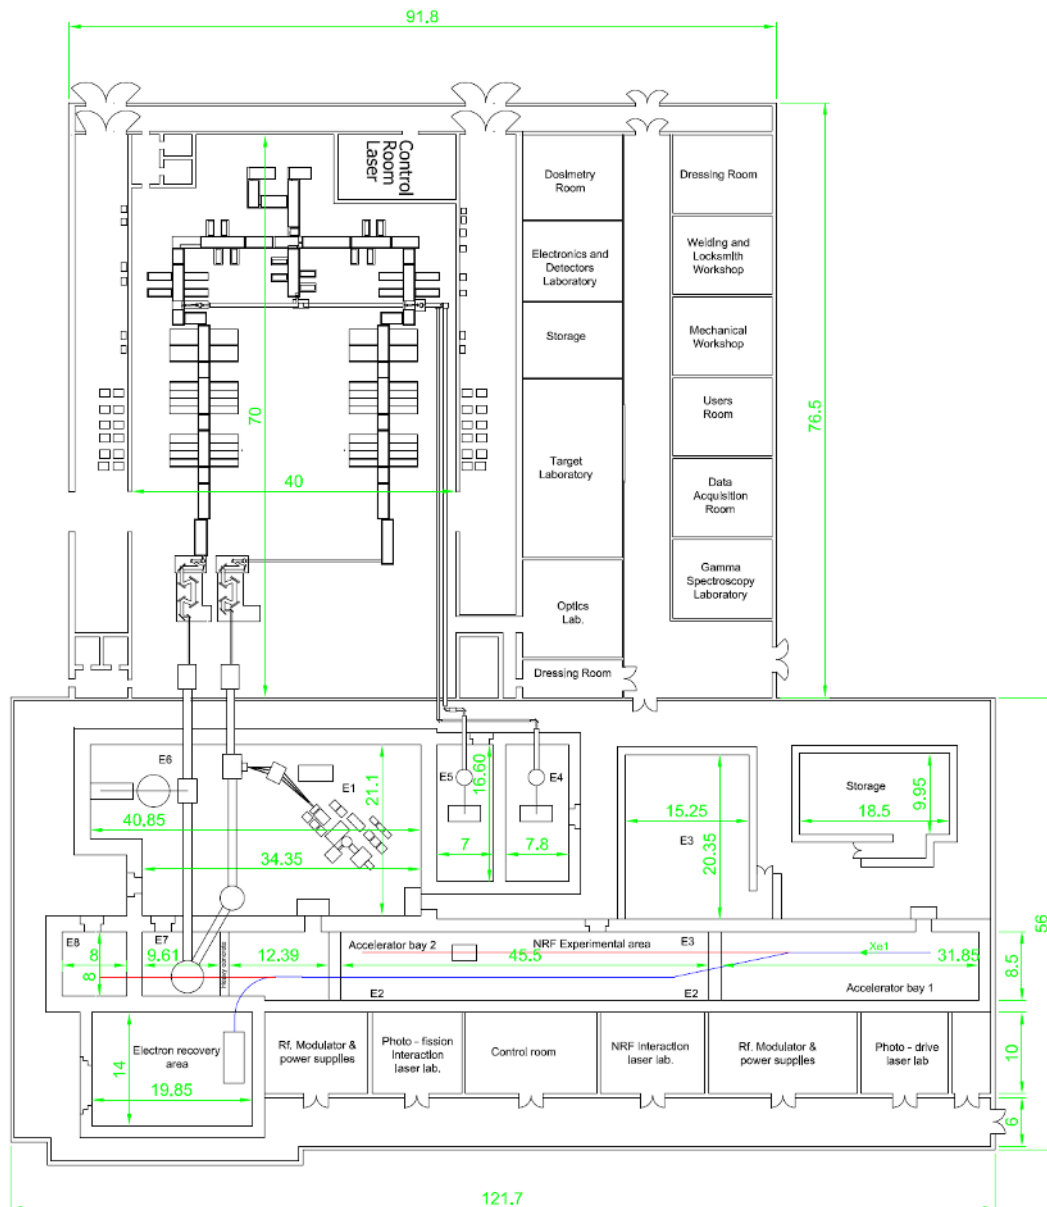 91.8
Control
Room
Laser
Dosimetry
Room
Dressing Room
Electronics and
Detectors
Laboratory
Welding and
Locksmith
Workshop
Storage
Mechanical
Workshop
Users
Room
70
76.5
40
Target
Laboratory
Data
Acquisition
Room
Gamma
Spectroscopy
Laboratory
Optics
Lab.
Dressing Room
E6
E1
E5
E4
16.60
21.1
40.85
34.35
7
7.8
15.25
E3
20.35
Storage
18.5
9.95
56
E8
E7
8
8
9.61
Heavy concrete
12.39
Accelerator bay 2
NRF Experimental area
E3
45.5
E2
E2
Xe1
31.85
8.5
Accelerator bay 1
Electron recovery
area
14
19.85
Rf. Modulator &
power supplies
Photo - fission
Interaction
laser lab.
Control room
NRF Interaction
laser lab.
Rf. Modulator &
power supplies
Photo - drive
laser lab
10
6
121.7